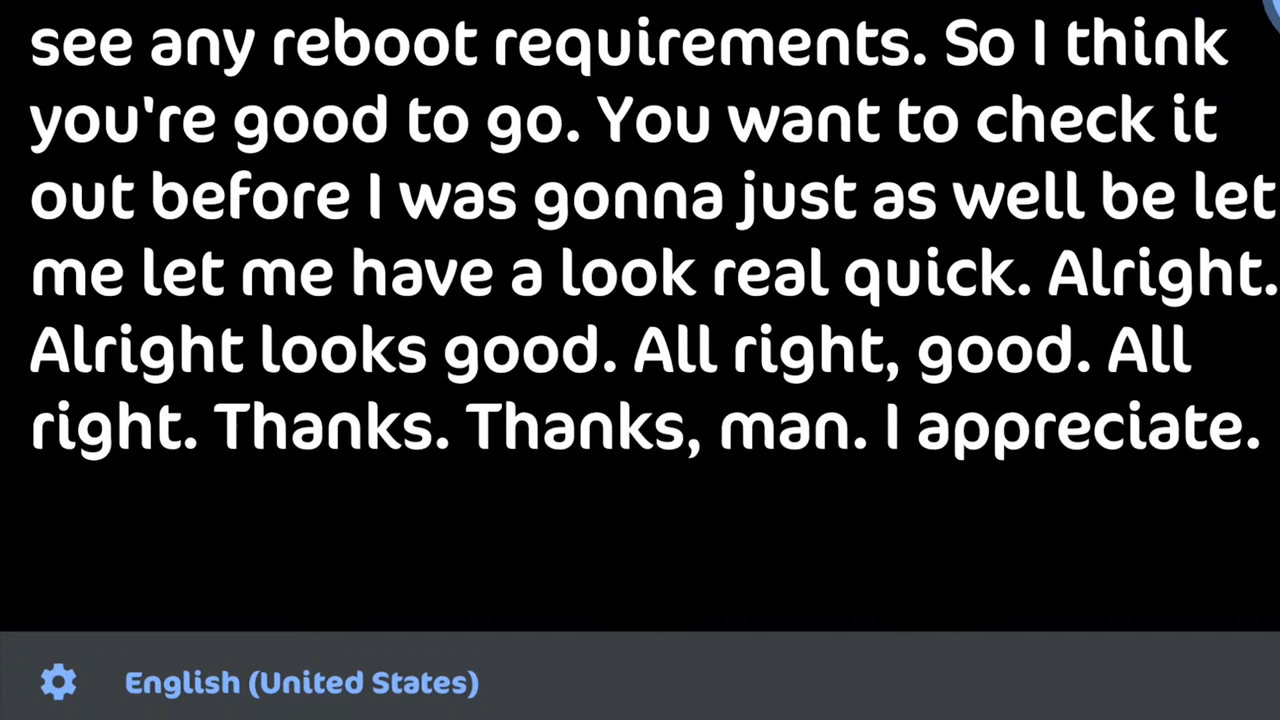 see any reboot requirements. So I think
you're good to go. You want to check it
out before I was gonna just as well be let
me let me have a look real quick. Alright.
Alright looks good. All right, good. All
right. Thanks. Thanks, man. I appreciate.
English (United States)